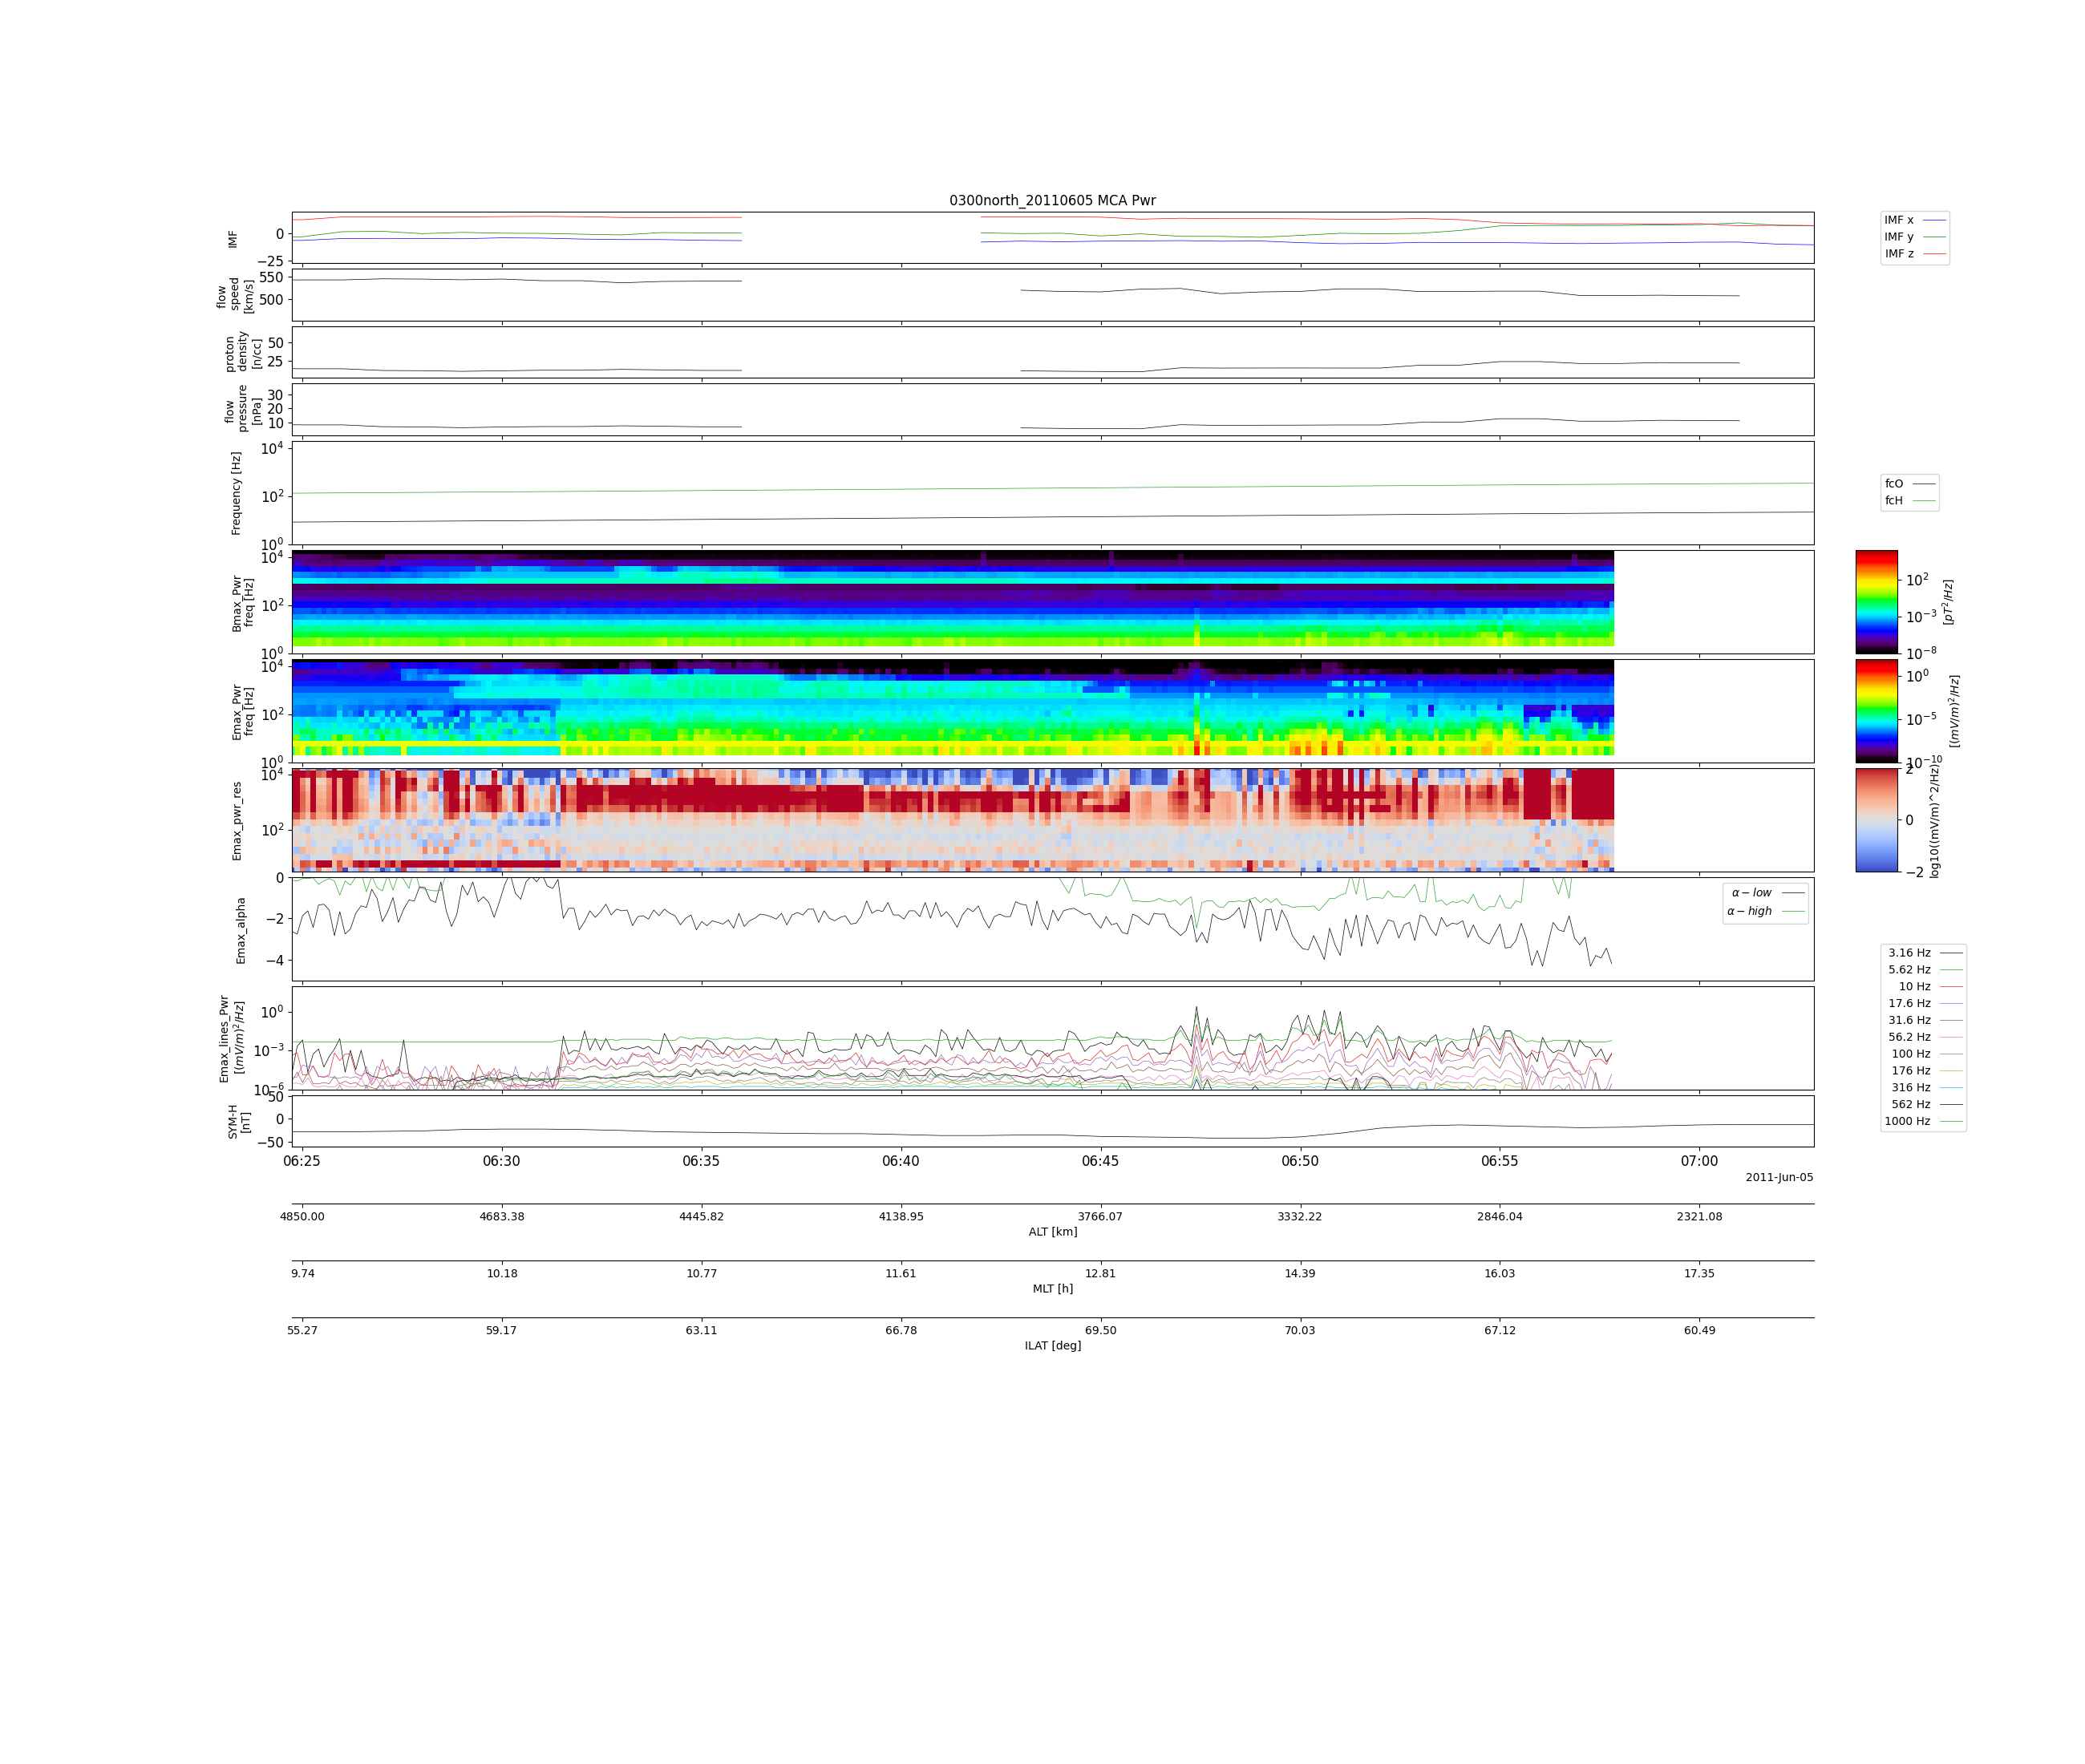 0300north_20110605 MCA Pwr
IMF
0
−25
IMF x
IMF y
IMF z
flow
speed
[km/s]
550
500
proton
density
[n/cc]
50
25
flow
pressure
[nPa]
30
20
10
Frequency [Hz]
10^4
10^2
10^0
fcO
fcH
Bmax_Pwr
freq [Hz]
10^4
10^2
10^0
10^2
10^−3
10^−8
[pT^2/Hz]
Emax_Pwr
freq [Hz]
10^4
10^2
10^0
10^0
10^−5
10^−10
[(mV/m)^2/Hz]
Emax_pwr_res
10^4
10^2
2
0
−2
log10((mV/m)^2/Hz)
Emax_alpha
0
−2
−4
α − low
α − high
Emax_lines_Pwr
[(mV/m)^2/Hz]
10^0
10^−3
10^−6
3.16 Hz
5.62 Hz
10 Hz
17.6 Hz
31.6 Hz
56.2 Hz
100 Hz
176 Hz
316 Hz
562 Hz
1000 Hz
SYM-H
[nT]
50
0
−50
06:25 06:30 06:35 06:40 06:45 06:50 06:55 07:00
2011-Jun-05
4850.00 4683.38 4445.82 4138.95 3766.07 3332.22 2846.04 2321.08
ALT [km]
9.74 10.18 10.77 11.61 12.81 14.39 16.03 17.35
MLT [h]
55.27 59.17 63.11 66.78 69.50 70.03 67.12 60.49
ILAT [deg]